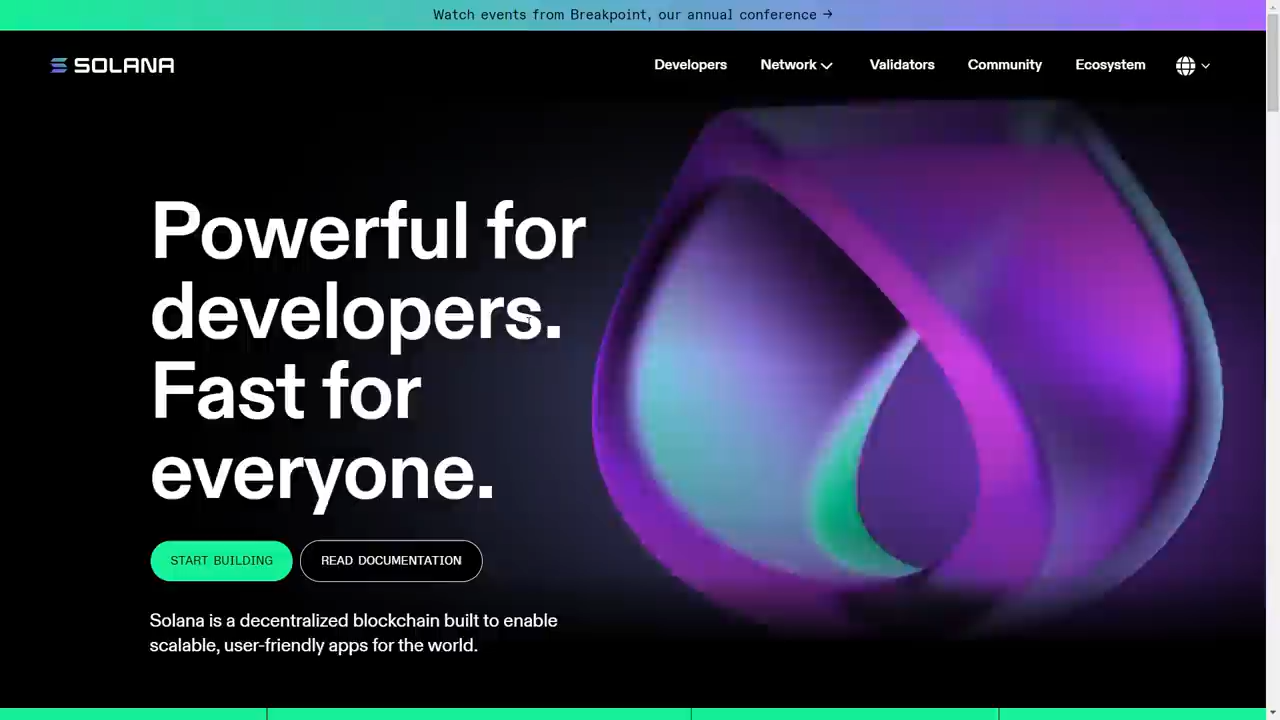 Watch events from Breakpoint, our annual conference →
SOLANA
Developers
Network
Validators
Community
Ecosystem
Powerful for
developers.
Fast for
everyone.
START BUILDING
READ DOCUMENTATION
Solana is a decentralized blockchain built to enable
scalable, user-friendly apps for the world.